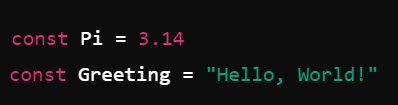 const Pi = 3.14
const Greeting = "Hello, World!"